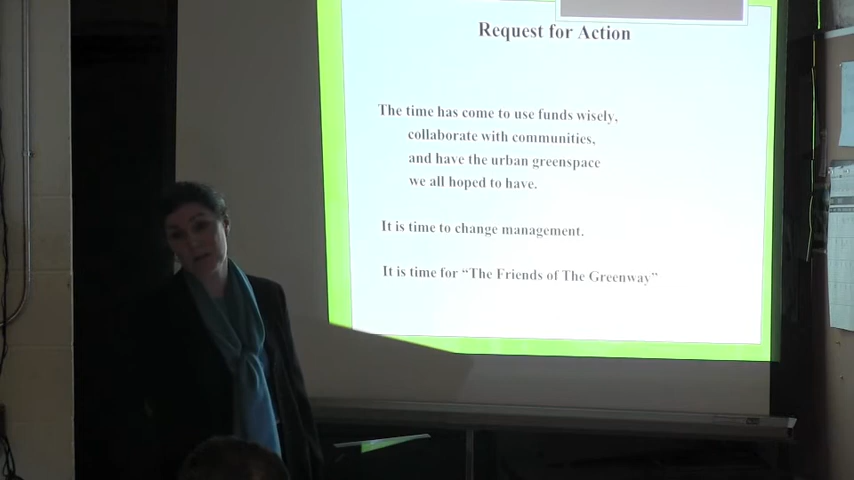 Request for Action
The time has come to use funds wisely,
collaborate with communities,
and have the urban greenspace
we all hoped to have.
It is time to change management.
It is time for “The Friends of The Greenway”